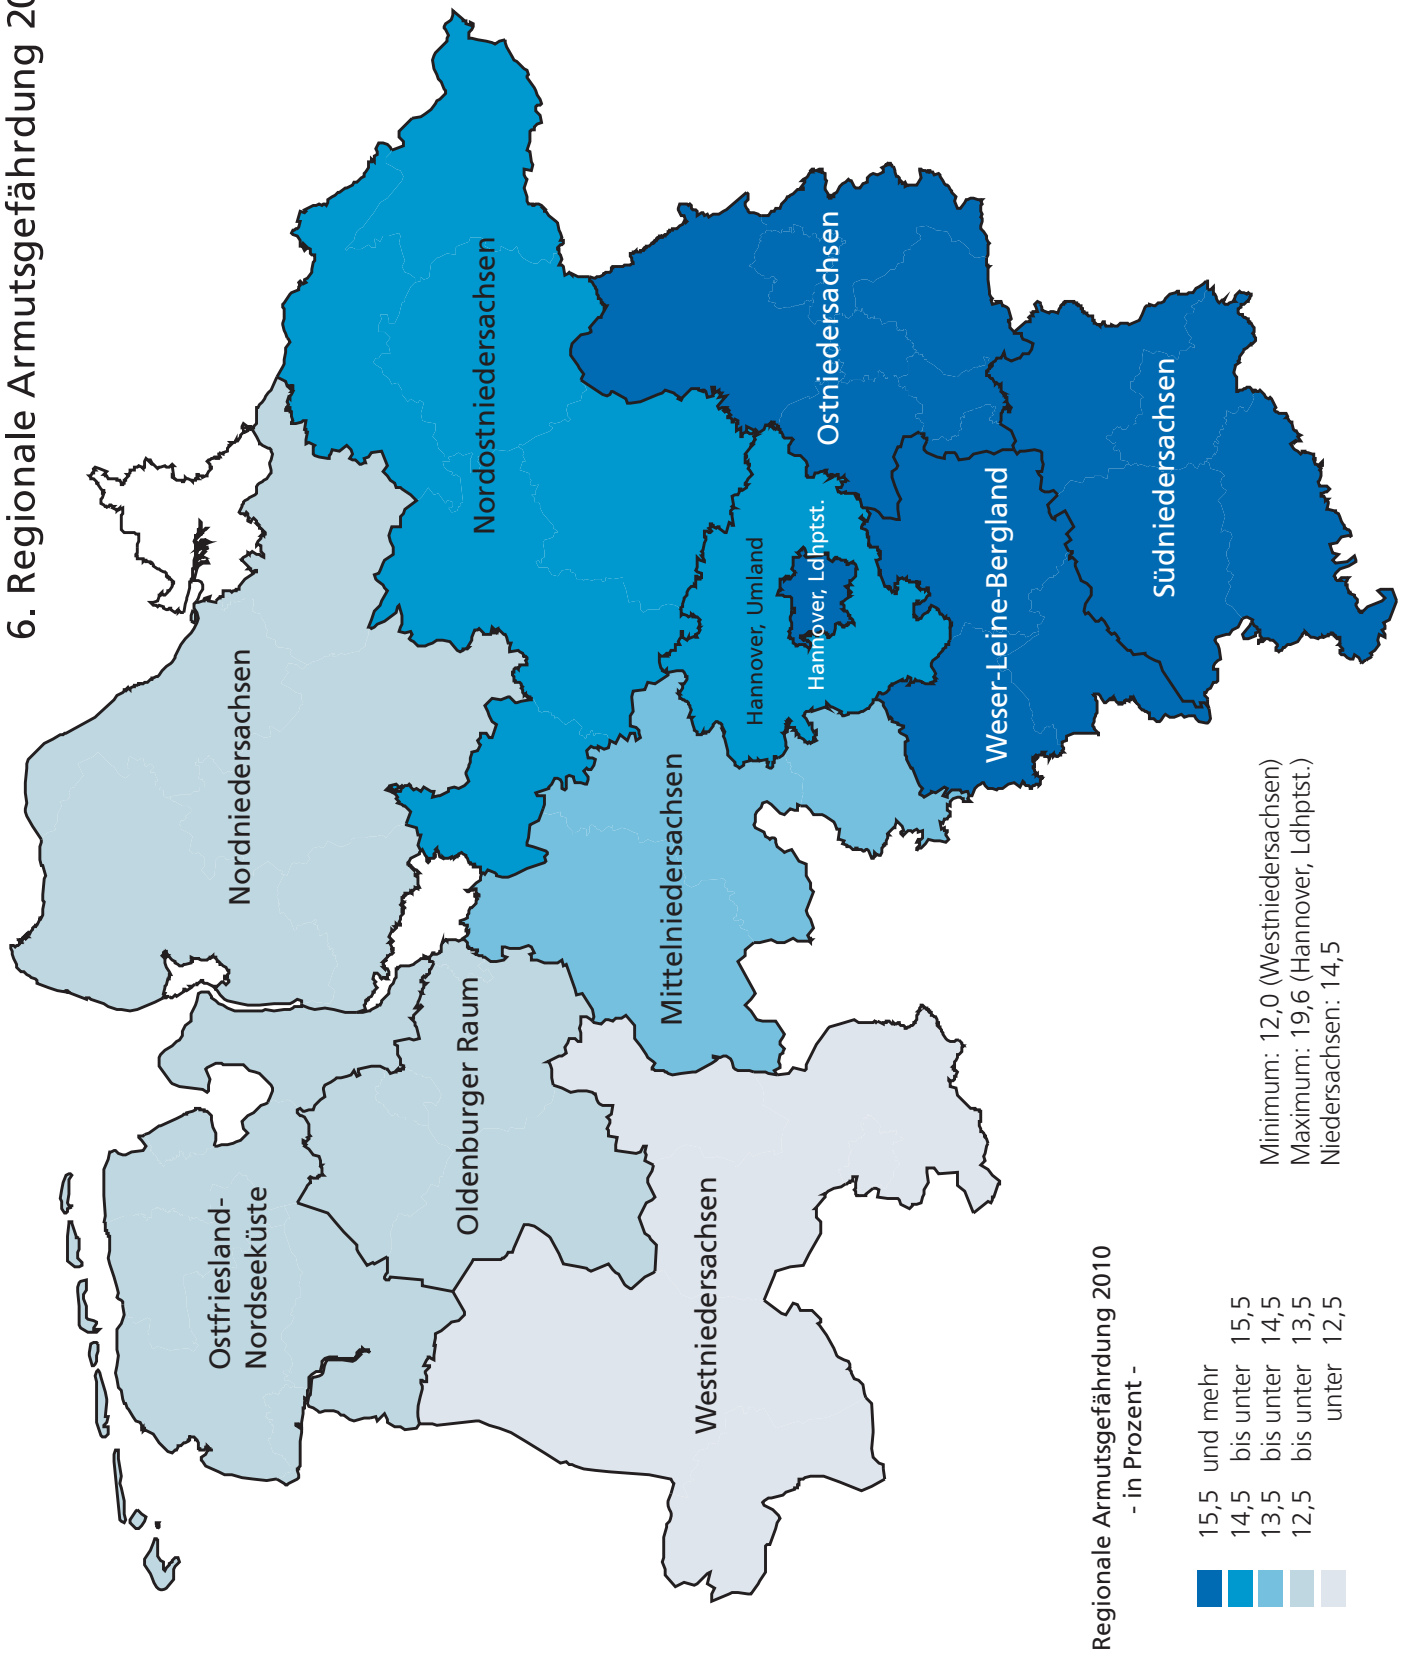 6. Regionale Armutsgefährdung 20
Ostfriesland-
Nordseeküste
Nordniedersachsen
Oldenburger Raum
Nordostniedersachsen
Westniedersachsen
Mittelniedersachsen
Hannover, Umland
Hannover, Ldhptst.
Ostniedersachsen
Weser-Leine-Bergland
Südniedersachsen
Regionale Armutsgefährdung 2010
- in Prozent -
15,5 und mehr
14,5 bis unter 15,5
13,5 bis unter 14,5
12,5 bis unter 13,5
unter 12,5
Minimum: 12,0 (Westniedersachsen)
Maximum: 19,6 (Hannover, Ldhptst.)
Niedersachsen: 14,5